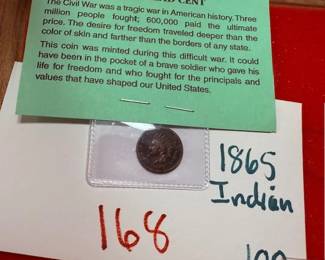 CENT
The Civil War was a tragic war in American history. Three
million people fought; 600,000 paid the ultimate
price. The desire for freedom traveled deeper than the
color of skin and farther than the borders of any state.
This coin was minted during this difficult war. It could
have been in the pocket of a brave soldier who gave his
life for freedom and who fought for the principals and
values that have shaped our United States.
1865
Indian
168